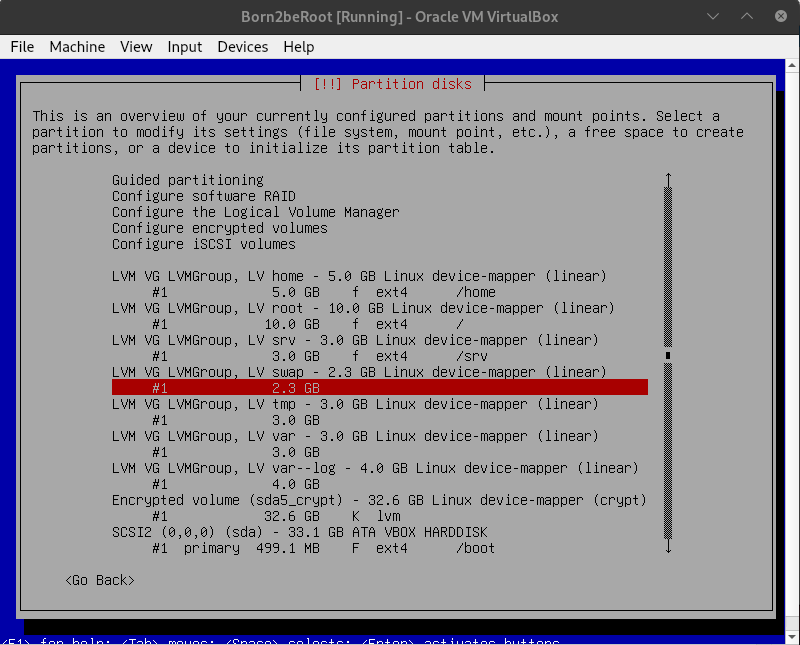 Born2beRoot [Running] - Oracle VM VirtualBox
File Machine View Input Devices Help
[!!] Partition disks
This is an overview of your currently configured partitions and mount points. Select a
partition to modify its settings (file system, mount point, etc.), a free space to create
partitions, or a device to initialize its partition table.
Guided partitioning
Configure software RAID
Configure the Logical Volume Manager
Configure encrypted volumes
Configure iSCSI volumes
LVM VG LVMGroup, LV home - 5.0 GB Linux device-mapper (linear)
#1 5.0 GB f ext4 /home
LVM VG LVMGroup, LV root - 10.0 GB Linux device-mapper (linear)
#1 10.0 GB f ext4 /
LVM VG LVMGroup, LV srv - 3.0 GB Linux device-mapper (linear)
#1 3.0 GB f ext4 /srv
LVM VG LVMGroup, LV swap - 2.3 GB Linux device-mapper (linear)
#1 2.3 GB
LVM VG LVMGroup, LV tmp - 3.0 GB Linux device-mapper (linear)
#1 3.0 GB
LVM VG LVMGroup, LV var - 3.0 GB Linux device-mapper (linear)
#1 3.0 GB
LVM VG LVMGroup, LV var--log - 4.0 GB Linux device-mapper (linear)
#1 4.0 GB
Encrypted volume (sda5_crypt) - 32.6 GB Linux device-mapper (crypt)
#1 32.6 GB K lvm
SCSI2 (0,0,0) (sda) - 33.1 GB ATA VBOX HARDDISK
#1 primary 499.1 MB F ext4 /boot
<Go Back>
<F1> for help; <Tab> moves; <Space> selects; <Enter> activates buttons